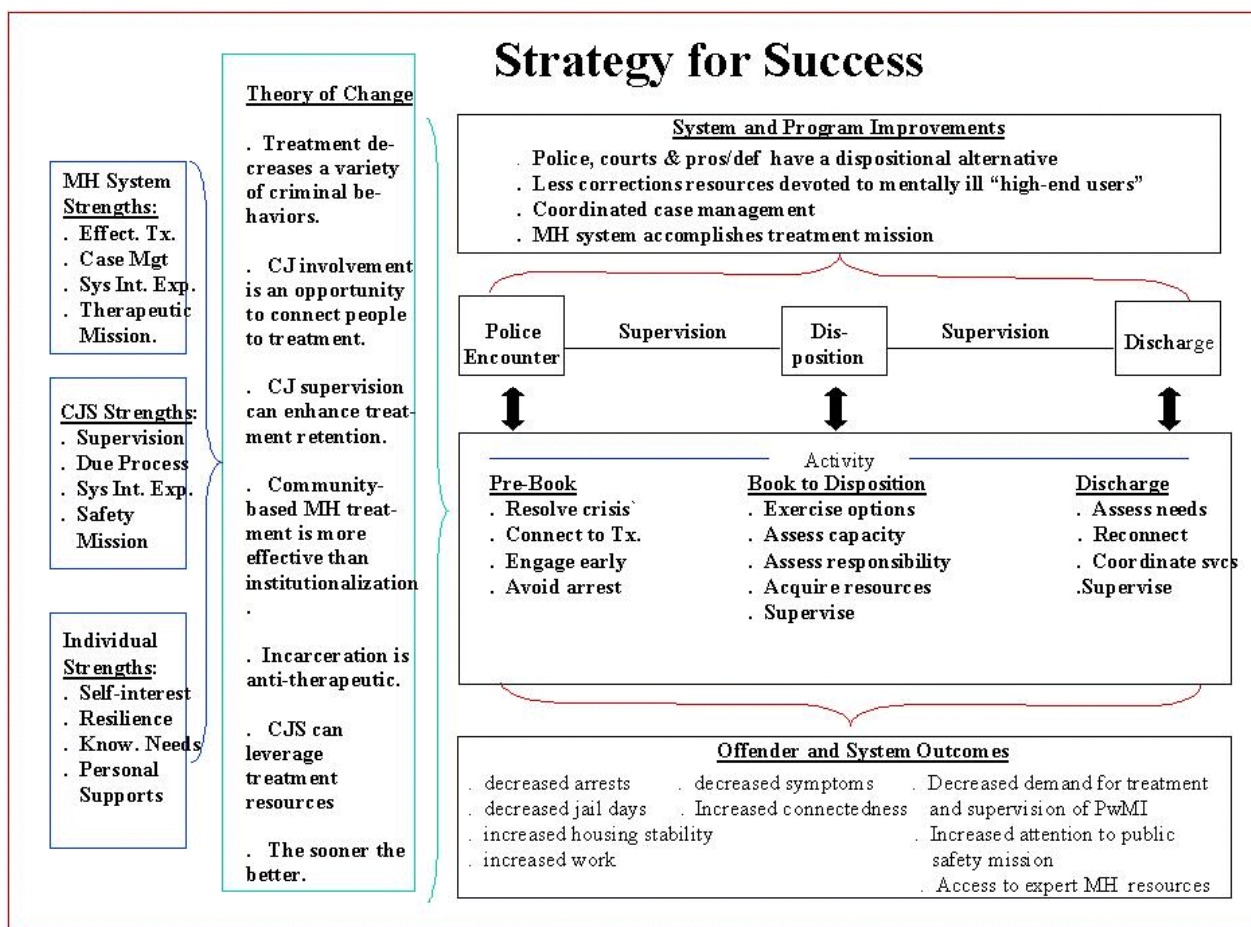 Strategy for Success
MH System
Strengths:
. Effect. Tx.
. Case Mgt
. Sys Int. Exp.
. Therapeutic
Mission.
CJS Strengths:
. Supervision
. Due Process
. Sys Int. Exp.
. Safety
Mission
Individual
Strengths:
. Self-interest
. Resilience
. Know. Needs
. Personal
Supports
Theory of Change
. Treatment de-
creases a variety
of criminal be-
haviors.
. CJ involvement
is an opportunity
to connect people
to treatment.
. CJ supervision
can enhance treat-
ment retention.
. Community-
based MH treat-
ment is more
effective than
institutionalization
.
. Incarceration is
anti-therapeutic.
. CJS can
leverage
treatment
resources
. The sooner the
better.
System and Program Improvements
. Police, courts & pros/def have a dispositional alternative
. Less corrections resources devoted to mentally ill “high-end users”
. Coordinated case management
. MH system accomplishes treatment mission
Police
Encounter
Supervision
Dis-
position
Supervision
Discharge
Activity
Pre-Book
. Resolve crisis`
. Connect to Tx.
. Engage early
. Avoid arrest
Book to Disposition
. Exercise options
. Assess capacity
. Assess responsibility
. Acquire resources
. Supervise
Discharge
. Assess needs
. Reconnect
. Coordinate svcs
.Supervise
Offender and System Outcomes
. decreased arrests
. decreased jail days
. increased housing stability
. increased work
. decreased symptoms
. Increased connectedness
. Decreased demand for treatment
and supervision of PwMI
. Increased attention to public
safety mission
. Access to expert MH resources